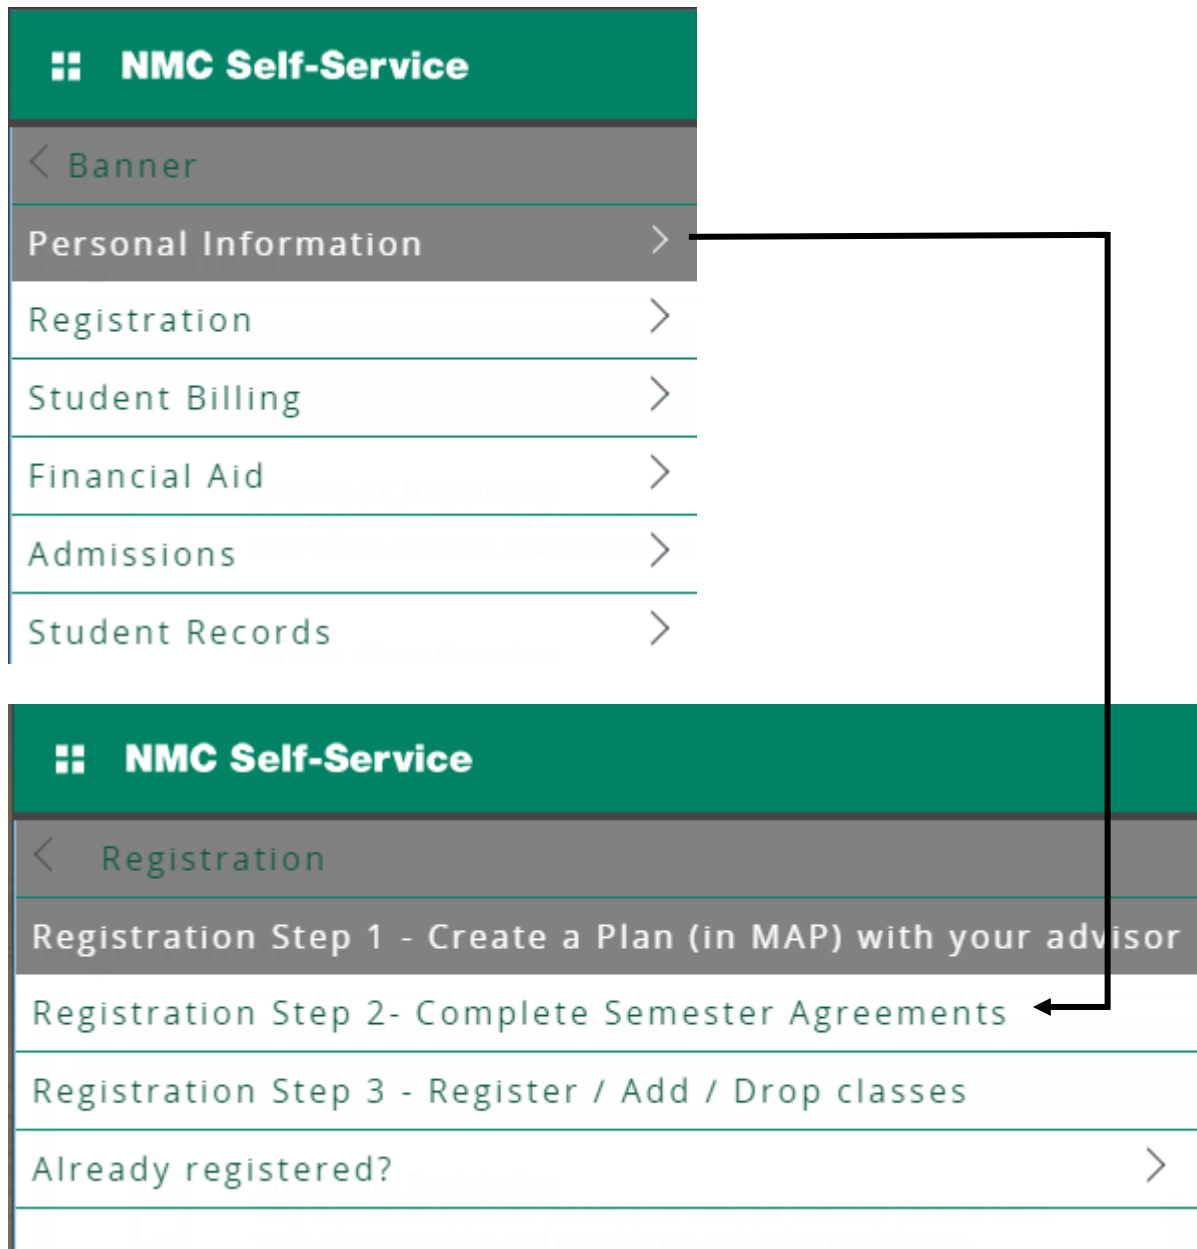 NMC Self-Service
Banner
Personal Information
Registration
Student Billing
Financial Aid
Admissions
Student Records
NMC Self-Service
Registration
Registration Step 1 - Create a Plan (in MAP) with your advisor
Registration Step 2- Complete Semester Agreements
Registration Step 3 - Register / Add / Drop classes
Already registered?